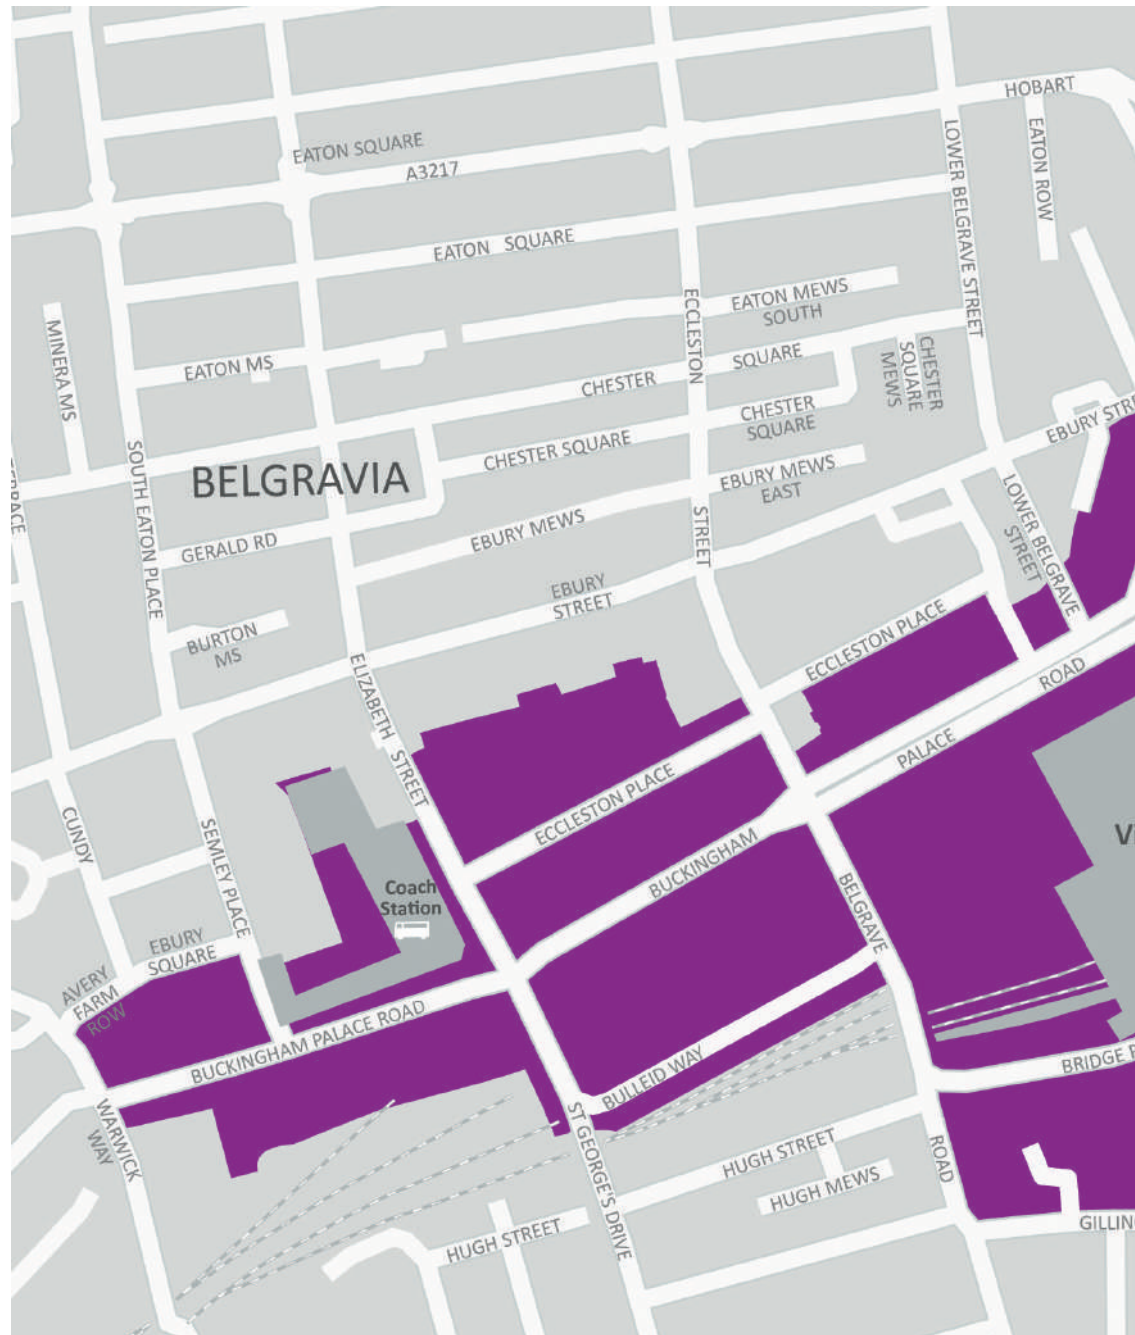 HOBART
EATON ROW
LOWER BELGRAVE STREET
EATON SQUARE
A3217
EATON SQUARE
ECCLESTON
EATON MEWS
SOUTH
MINERA MS
EATON MS
SQUARE
CHESTER
CHESTER
SQUARE
MEWS
CHESTER
SQUARE
EBURY STRE
CHESTER SQUARE
SOUTH EATON PLACE
BELGRAVIA
EBURY MEWS
EAST
TERRACE
LOWER BELGRAVE
STREET
STREET
EBURY MEWS
GERALD RD
EBURY
STREET
BURTON
MS
ECCLESTON PLACE
ELIZABETH STREET
ROAD
PALACE
ECCLESTON PLACE
CUNDY
SEMLEY PLACE
BUCKINGHAM
V
Coach
Station
BELGRAVE
EBURY
SQUARE
AVERY
FARM
ROW
BUCKINGHAM PALACE ROAD
BULLEID WAY
BRIDGE
WARWICK
WAY
ST GEORGE'S DRIVE
HUGH STREET
ROAD
HUGH MEWS
HUGH STREET
GILLIN